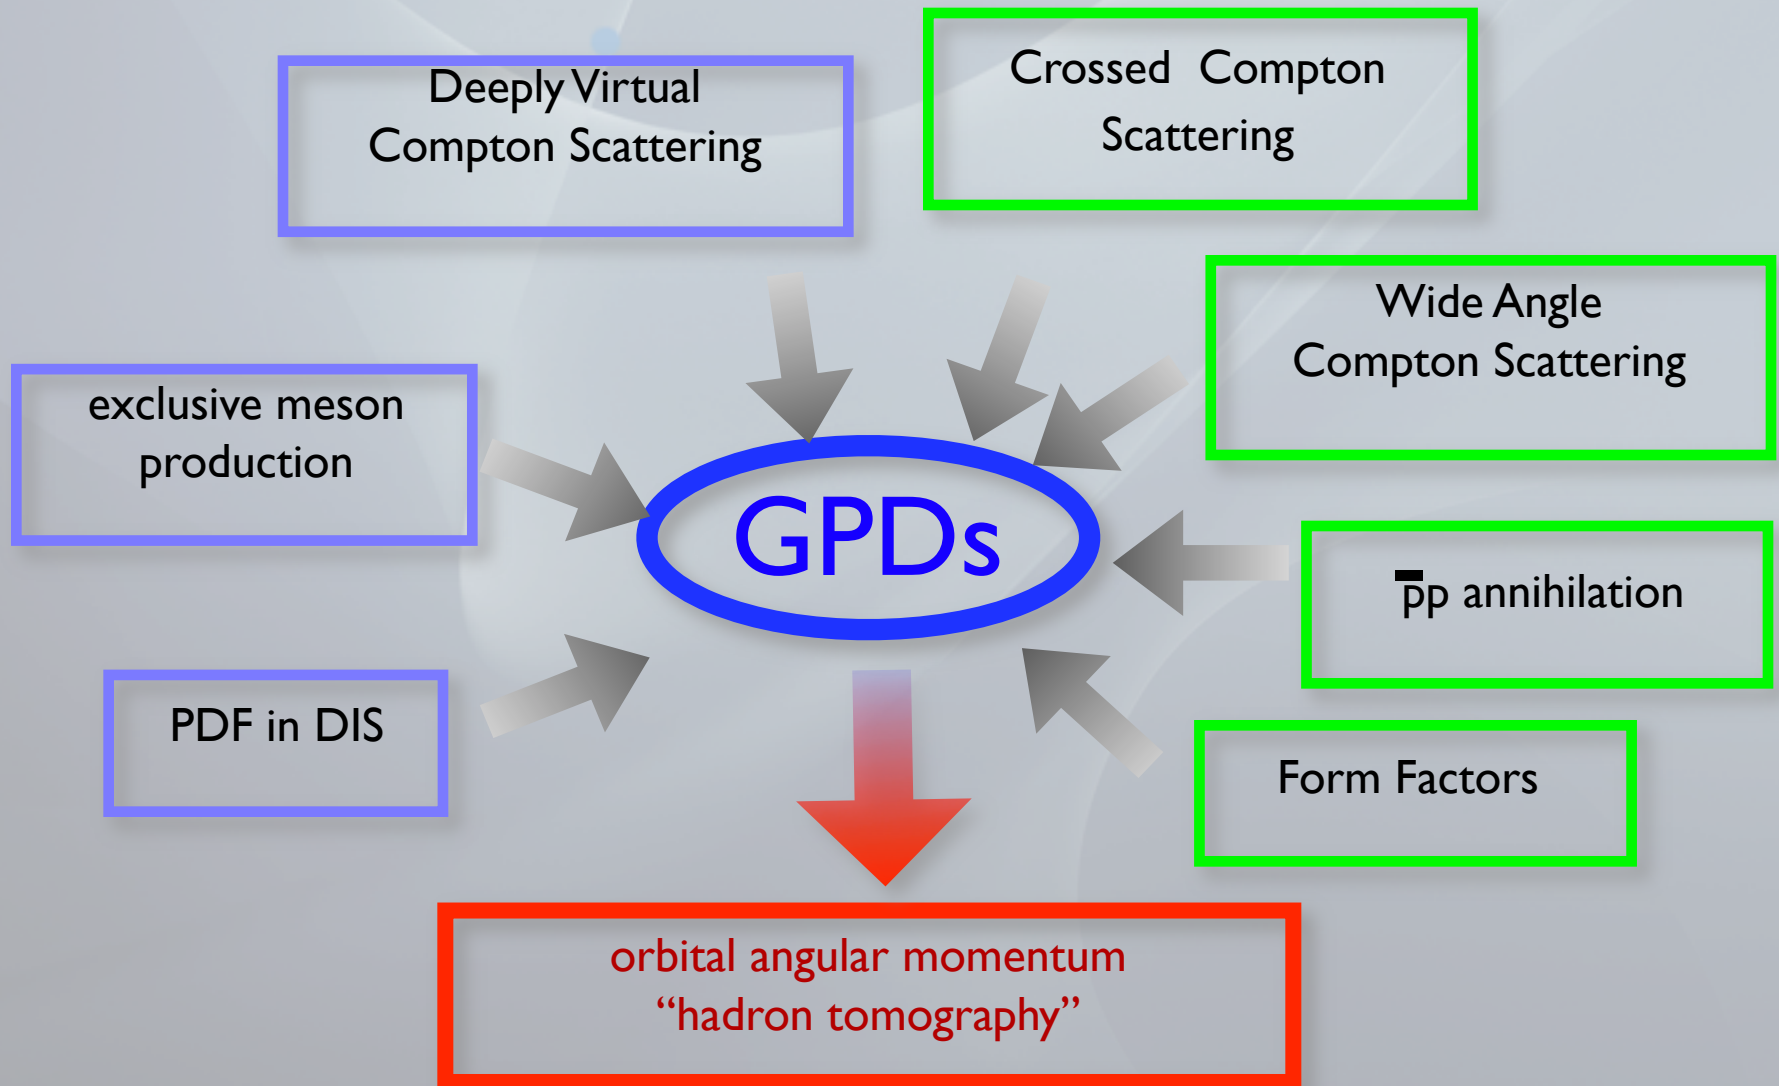 Deeply Virtual
Compton Scattering
Crossed Compton
Scattering
Wide Angle
Compton Scattering
exclusive meson
production
GPDs
p̅p annihilation
PDF in DIS
Form Factors
orbital angular momentum
“hadron tomography”